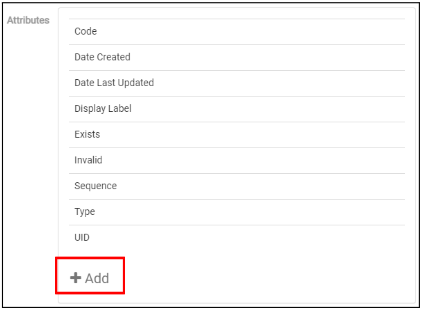 Attributes
Code
Date Created
Date Last Updated
Display Label
Exists
Invalid
Sequence
Type
UID
+ Add